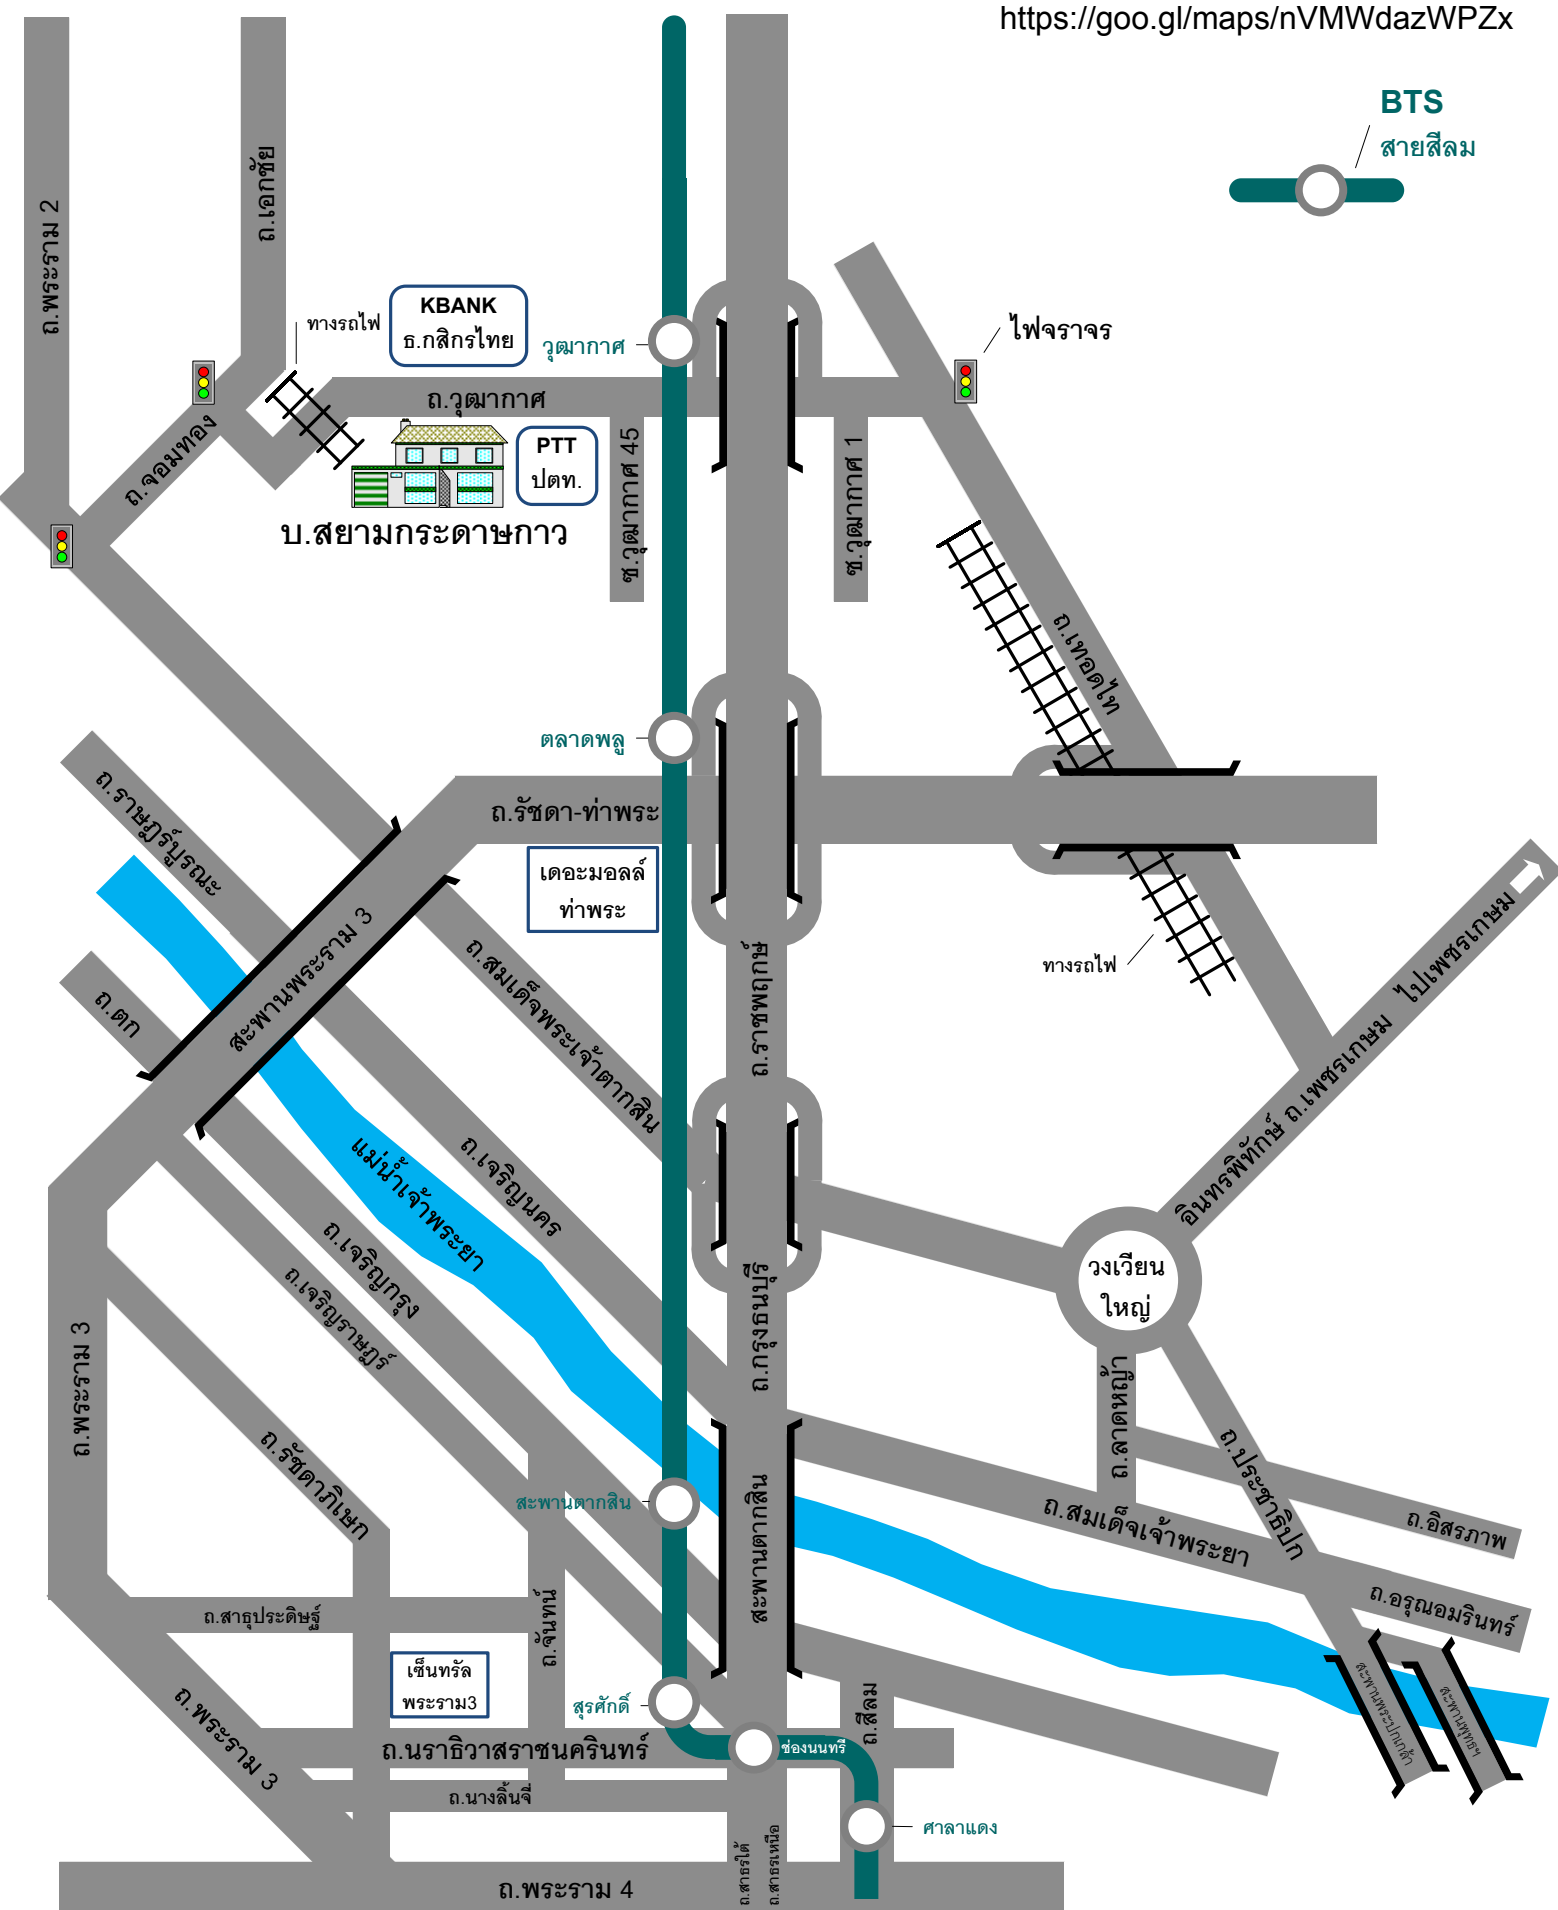 https://goo.gl/maps/nVMWdazWPZx
BTS
สายสีลม
ถ.พระราม 2
ถ.เอกชัย
ทางรถไฟ
KBANK
ธ.กสิกรไทย
วุฒากาศ
ไฟจราจร
ถ.วุฒากาศ
ถ.จอมทอง
PTT
ปตท.
บ.สยามกระดาษกาว
ซ.วุฒากาศ 45
ซ.วุฒากาศ 1
ถ.เทอดไท
ตลาดพลู
ถ.ราษฎร์บูรณะ
ถ.รัชดา-ท่าพระ
เดอะมอลล์
ท่าพระ
สะพานพระราม 3
ถ.ตก
ถ.สมเด็จพระเจ้าตากสิน
ถ.ราชพฤกษ์
ทางรถไฟ
ไปเพชรเกษม
อินทรพิทักษ์ ถ.เพชรเกษม
แม่น้ำเจ้าพระยา
ถ.เจริญนคร
ถ.เจริญกรุง
ถ.เจริญราษฎร์
วงเวียน
ใหญ่
ถ.กรุงธนบุรี
ถ.พระราม 3
ถ.ลาดหญ้า
ถ.รัชดาภิเษก
ถ.ประชาธิปก
สะพานตากสิน
สะพานตากสิน
ถ.สมเด็จเจ้าพระยา
ถ.อิสรภาพ
ถ.อรุณอมรินทร์
ถ.สาธุประดิษฐ์
ถ.จันทน์
เซ็นทรัล
พระราม3
สุรศักดิ์
ถ.สีลม
สะพานพระปกเกล้า
สะพานพุทธฯ
ถ.พระราม 3
ถ.นราธิวาสราชนครินทร์
ช่องนนทรี
ถ.นางลิ้นจี่
ศาลาแดง
ถ.สาธรใต้
ถ.สาธรเหนือ
ถ.พระราม 4